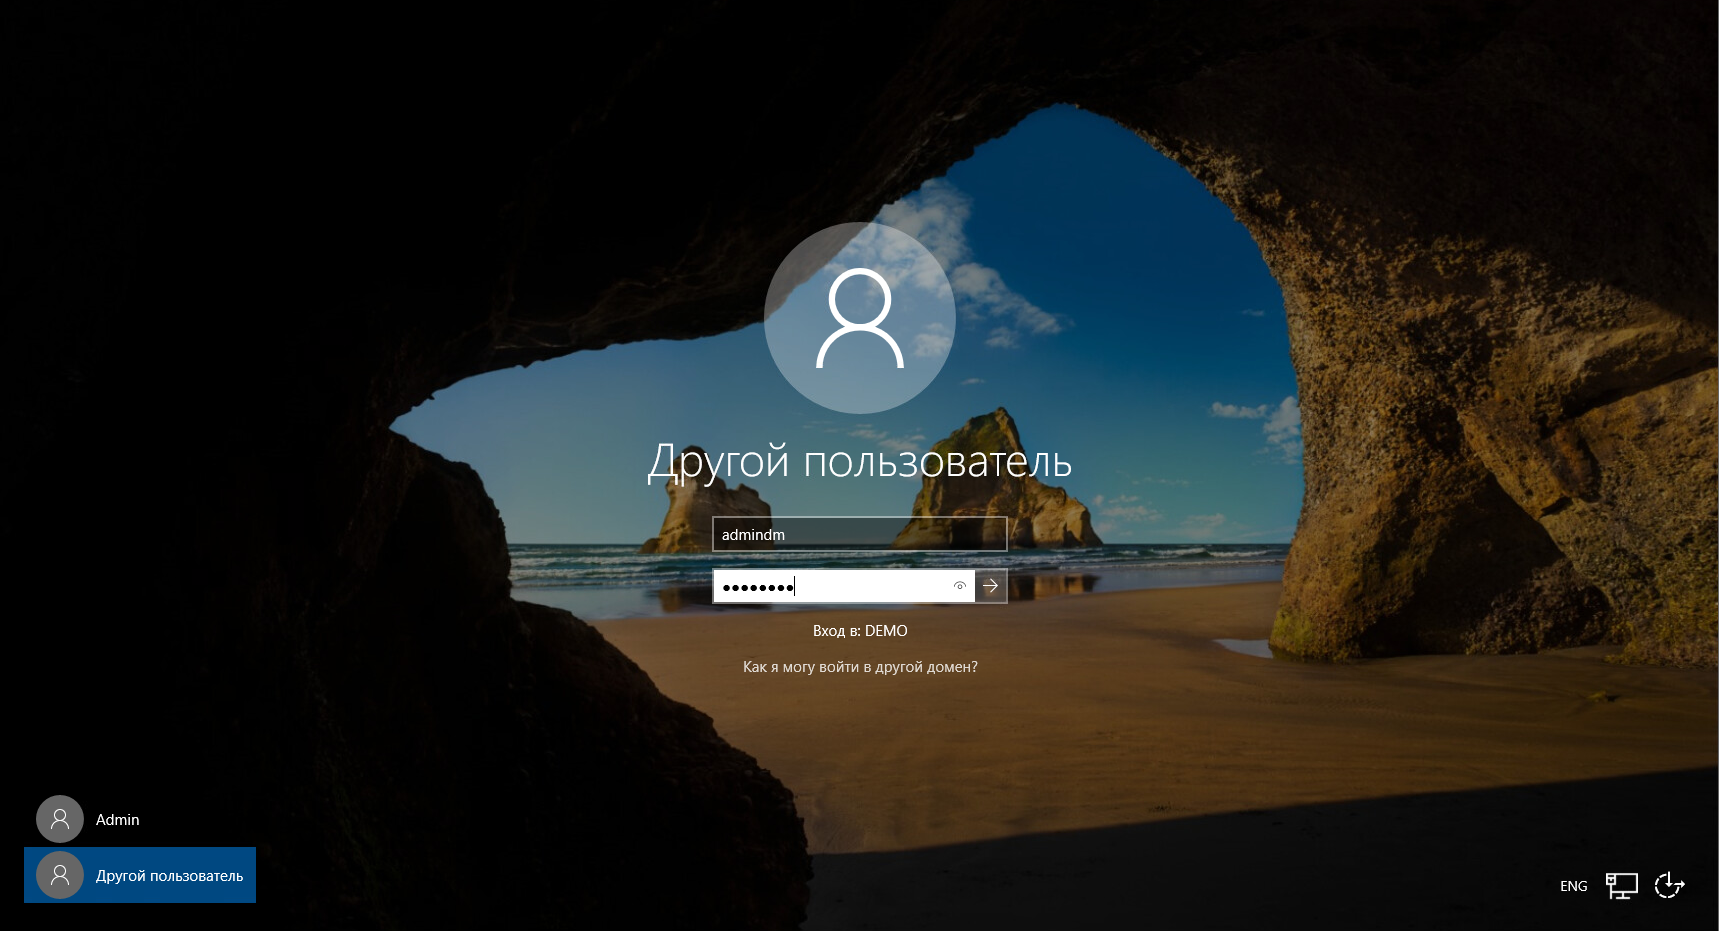 Другой пользователь
admindm
Вход в: DEMO
Как я могу войти в другой домен?
Admin
Другой пользователь
ENG